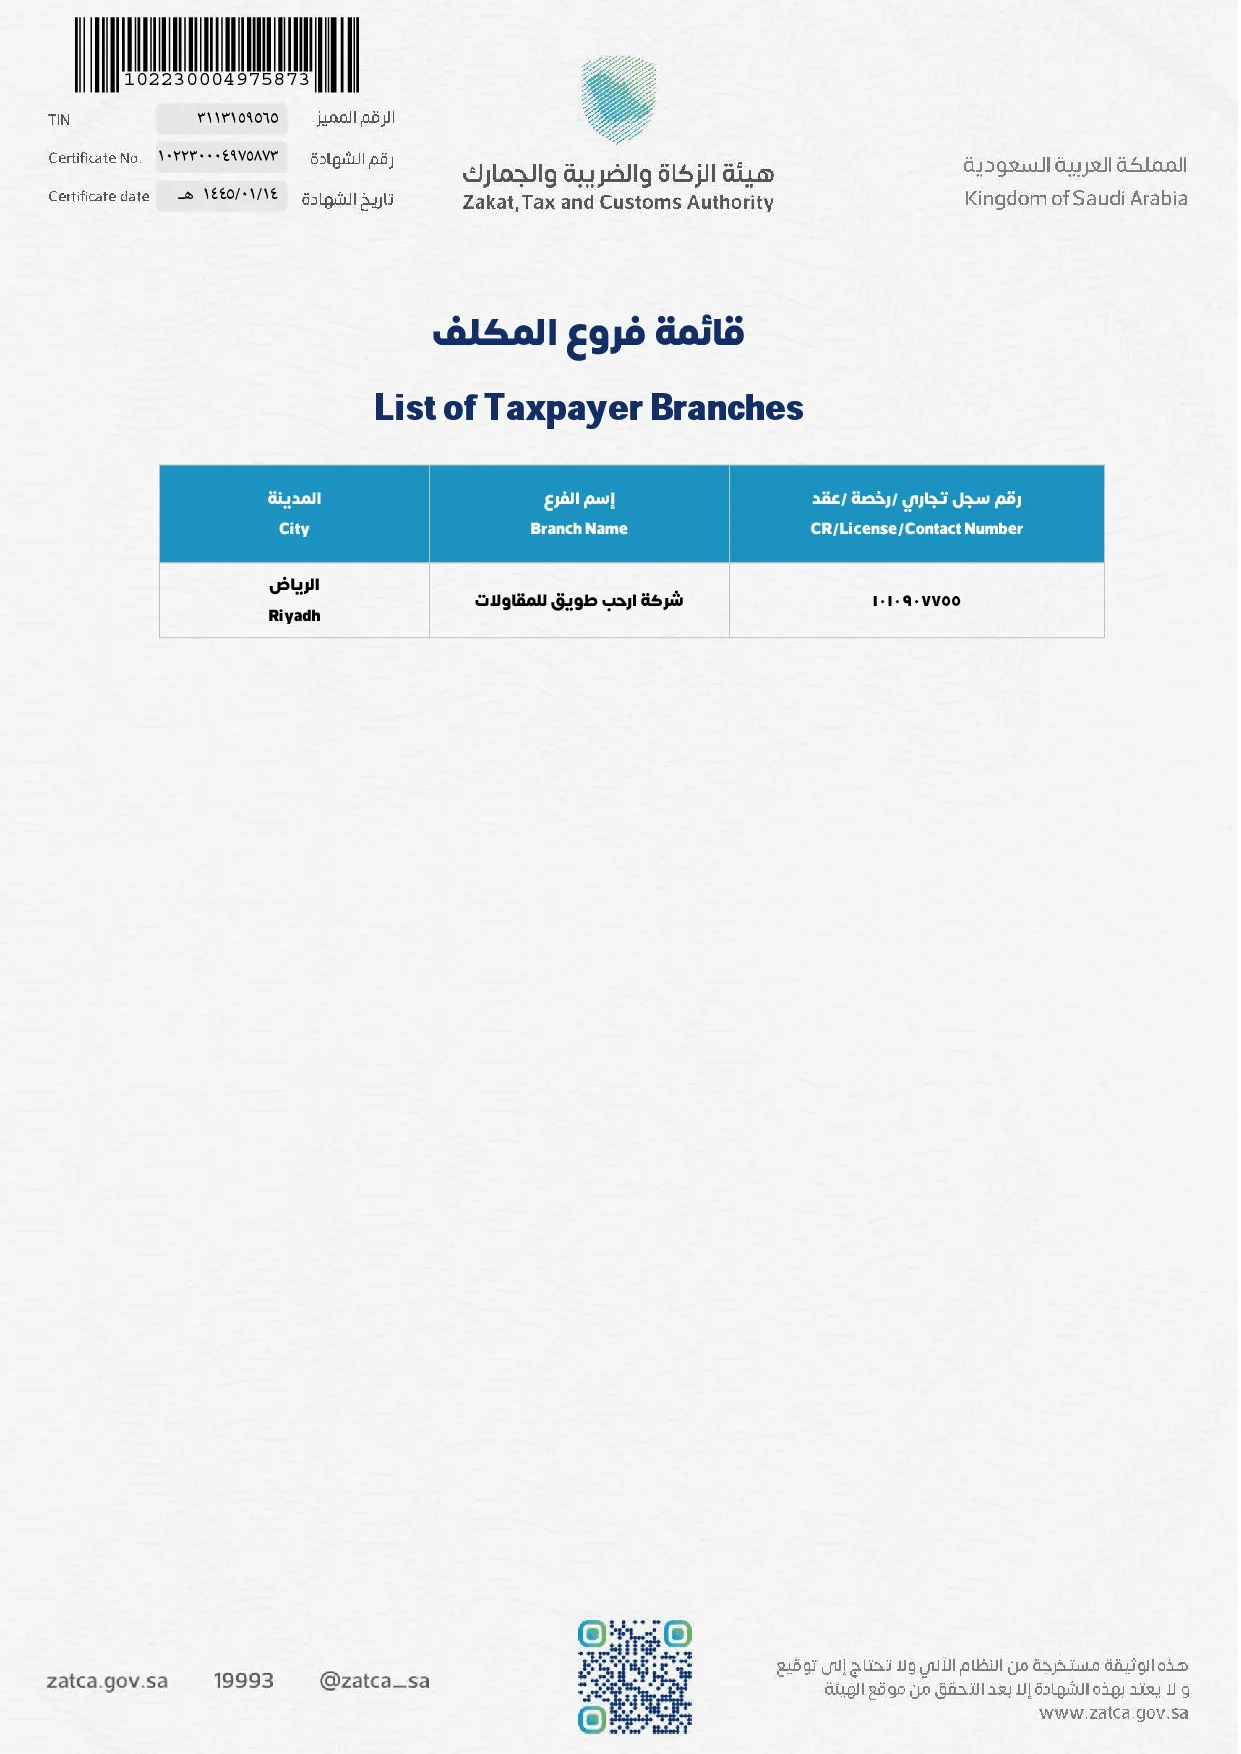 1022300004975873
TIN ٣١١٣١٥٩٥٦٥ الرقم المميز
Certificate No. ١٠٢٢٣٠٠٠٤٩٧٥٨٧٣ رقم الشهادة
Certificate date ١٤٤٥/٠١/١٤ هـ تاريخ الشهادة
هيئة الزكاة والضريبة والجمارك
Zakat, Tax and Customs Authority
المملكة العربية السعودية
Kingdom of Saudi Arabia
قائمة فروع المكلف
List of Taxpayer Branches
رقم سجل تجاري /رخصة /عقد
CR/License/Contact Number
إسم الفرع
Branch Name
المدينة
City
١٠١٠٩٠٧٧٥٥
شركة ارحب طويق للمقاولات
الرياض
Riyadh
هذه الوثيقة مستخرجة من النظام الآلي ولا تحتاج إلى توقيع
و لا يعتد بهذه الشهادة إلا بعد التحقق من موقع الهيئة
www.zatca.gov.sa
zatca.gov.sa 19993 @zatca_sa